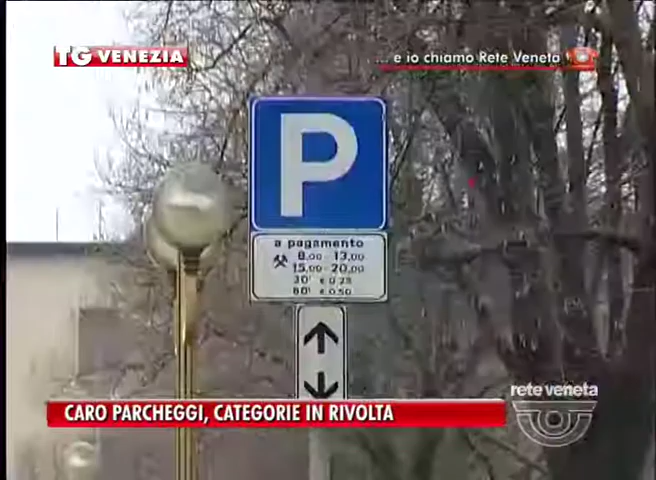 TG VENEZIA
... e io chiamo Rete Veneta
P
a pagamento
8.00 - 13.00
15.00 - 20.00
30' € 0.25
60' € 0.50
CARO PARCHEGGI, CATEGORIE IN RIVOLTA
rete veneta